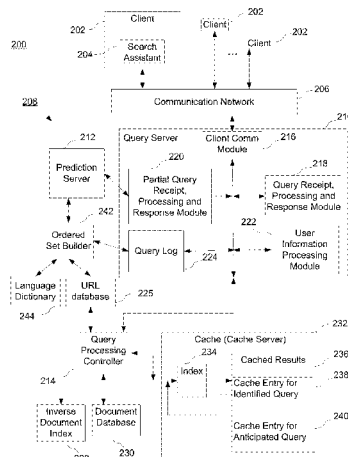 200
202
Client
204
Search
Assistant
Client
202
Client
202
Communication Network
206
208
210
212
Prediction
Server
Query Server
Client Comm
Module
216
220
Partial Query
Receipt,
Processing and
Response Module
218
Query Receipt,
Processing and
Response Module
242
Ordered
Set Builder
Query Log
224
222
User
Information
Processing
Module
Language
Dictionary
244
URL
database
225
Query
Processing
Controller
214
Inverse
Document
Index
Document
Database
230
232
Cache (Cache Server)
234
Index
Cached Results
236
238
Cache Entry for
Identified Query
240
Cache Entry for
Anticipated Query